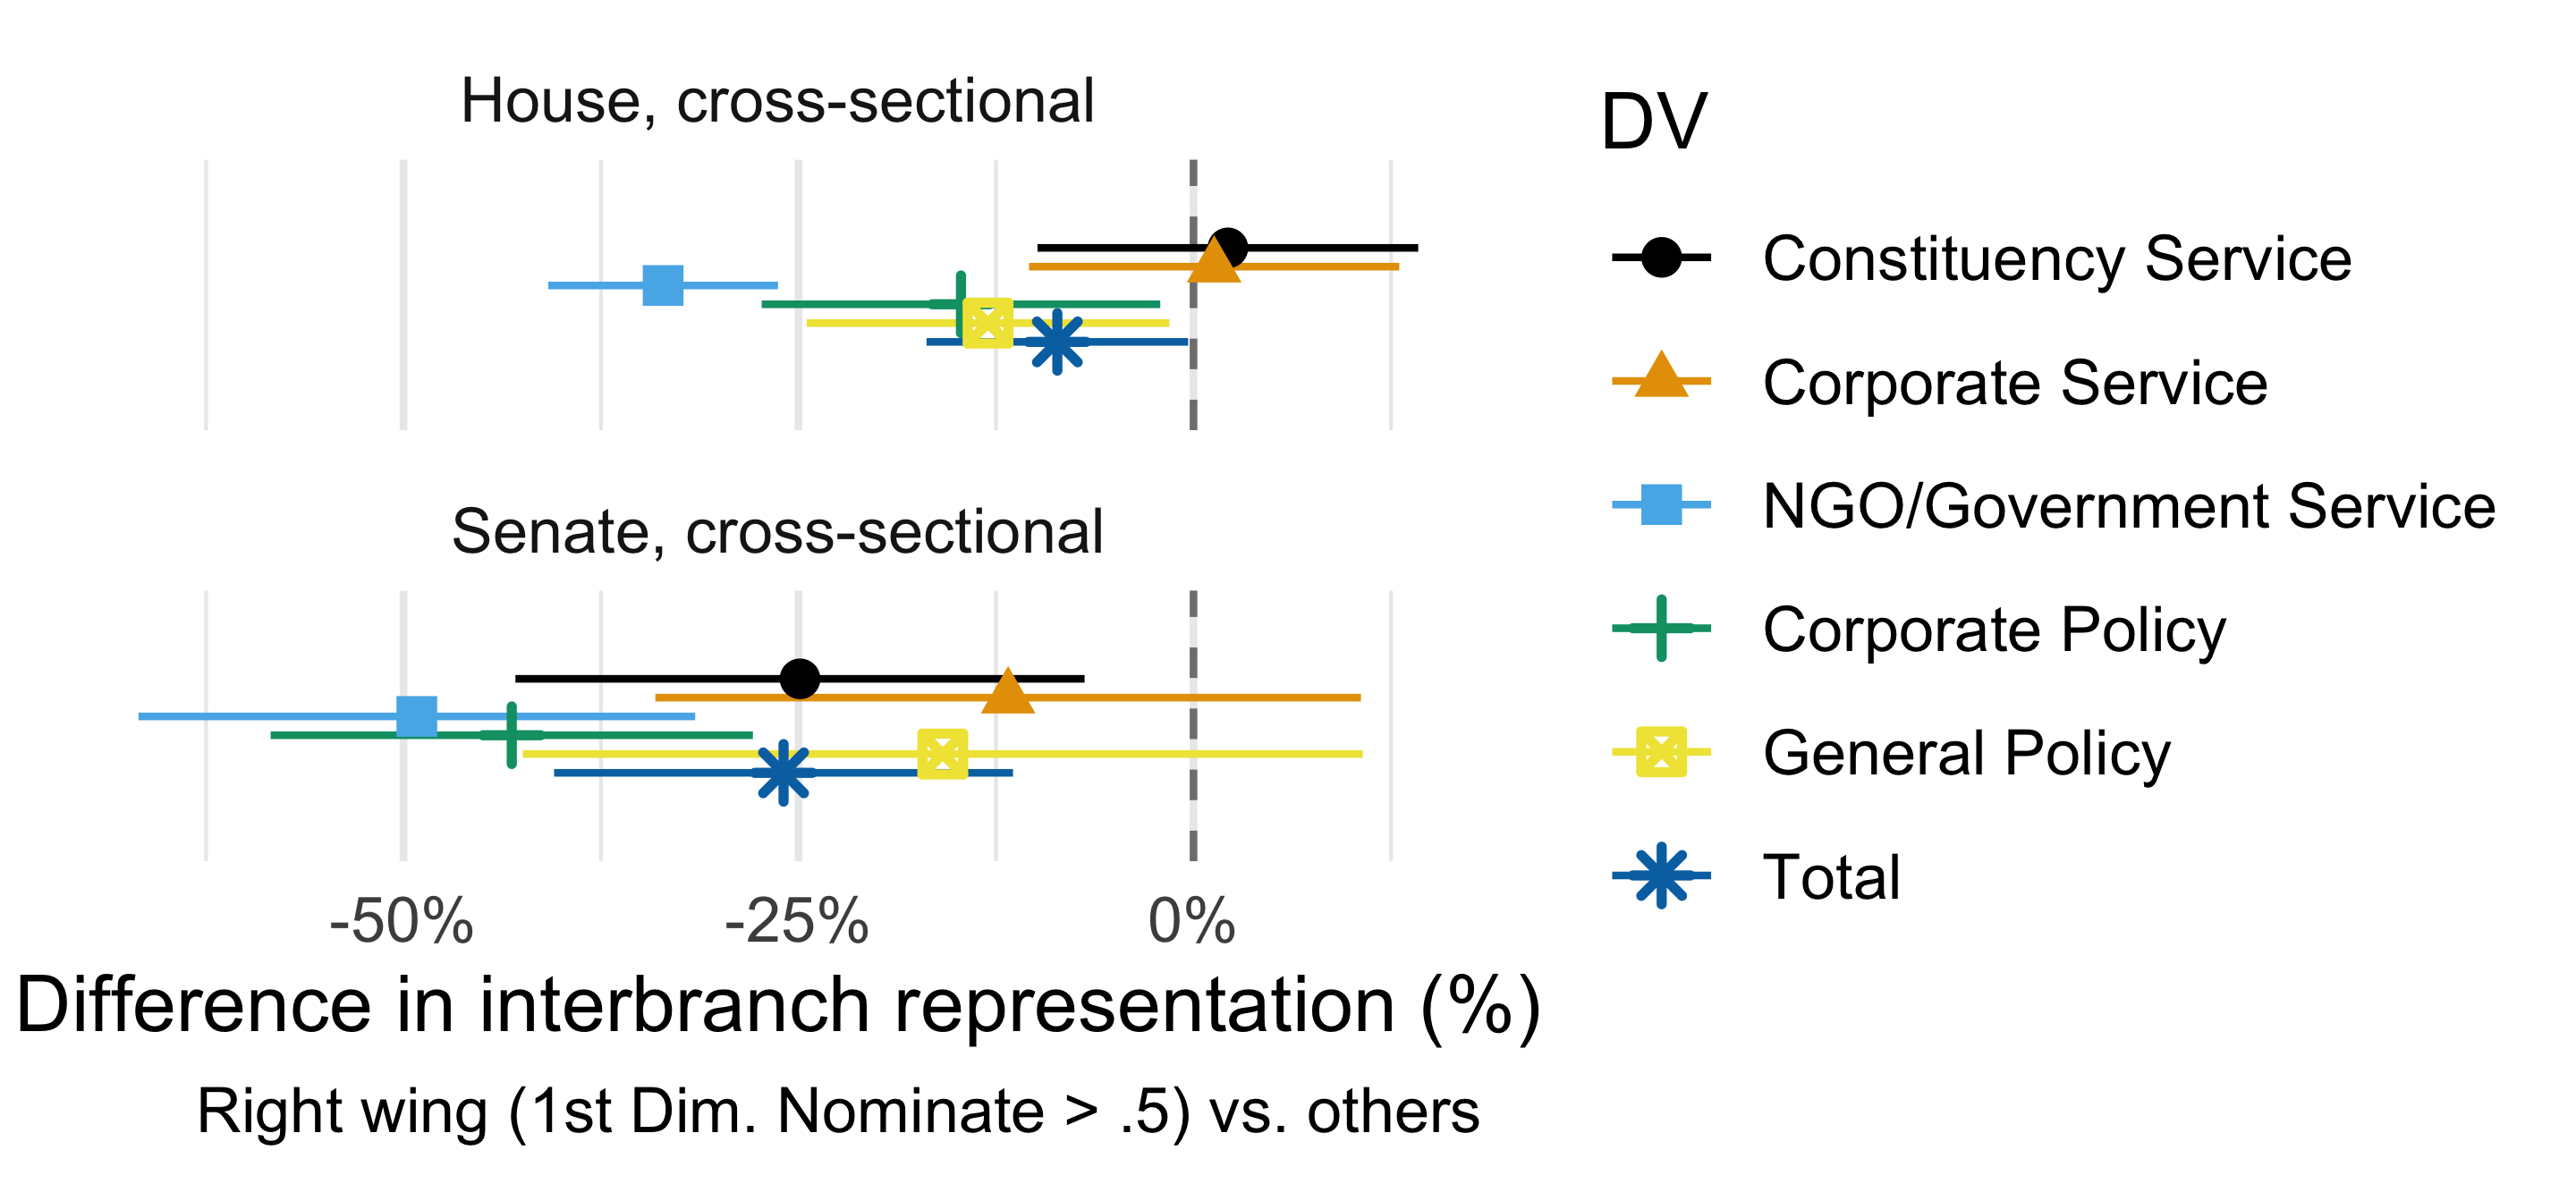 House, cross-sectional
Senate, cross-sectional
-50% -25% 0%
Difference in interbranch representation (%)
Right wing (1st Dim. Nominate > .5) vs. others
DV
Constituency Service
Corporate Service
NGO/Government Service
Corporate Policy
General Policy
Total